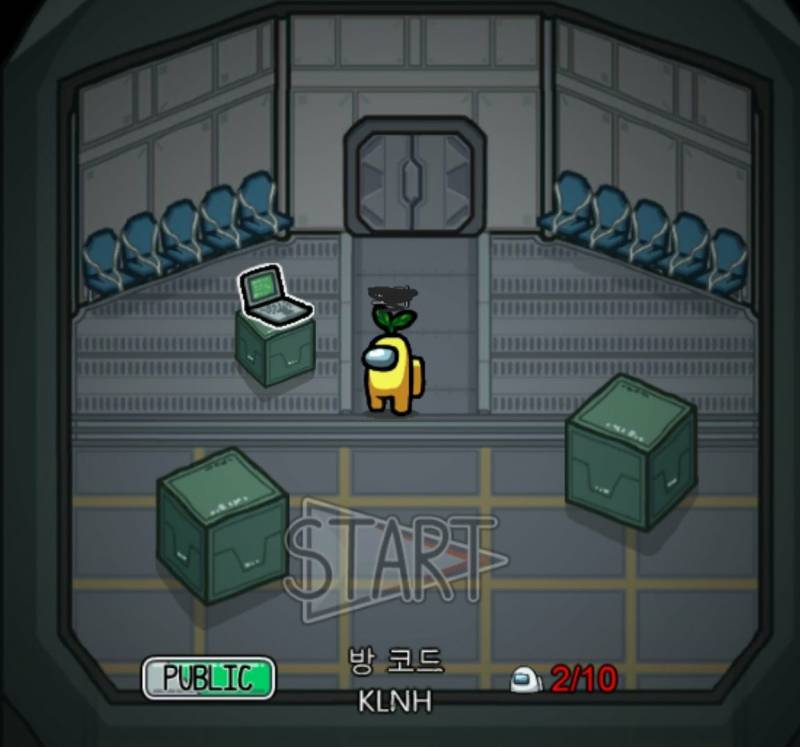 START
PUBLIC
방 코드
KLNH
2/10